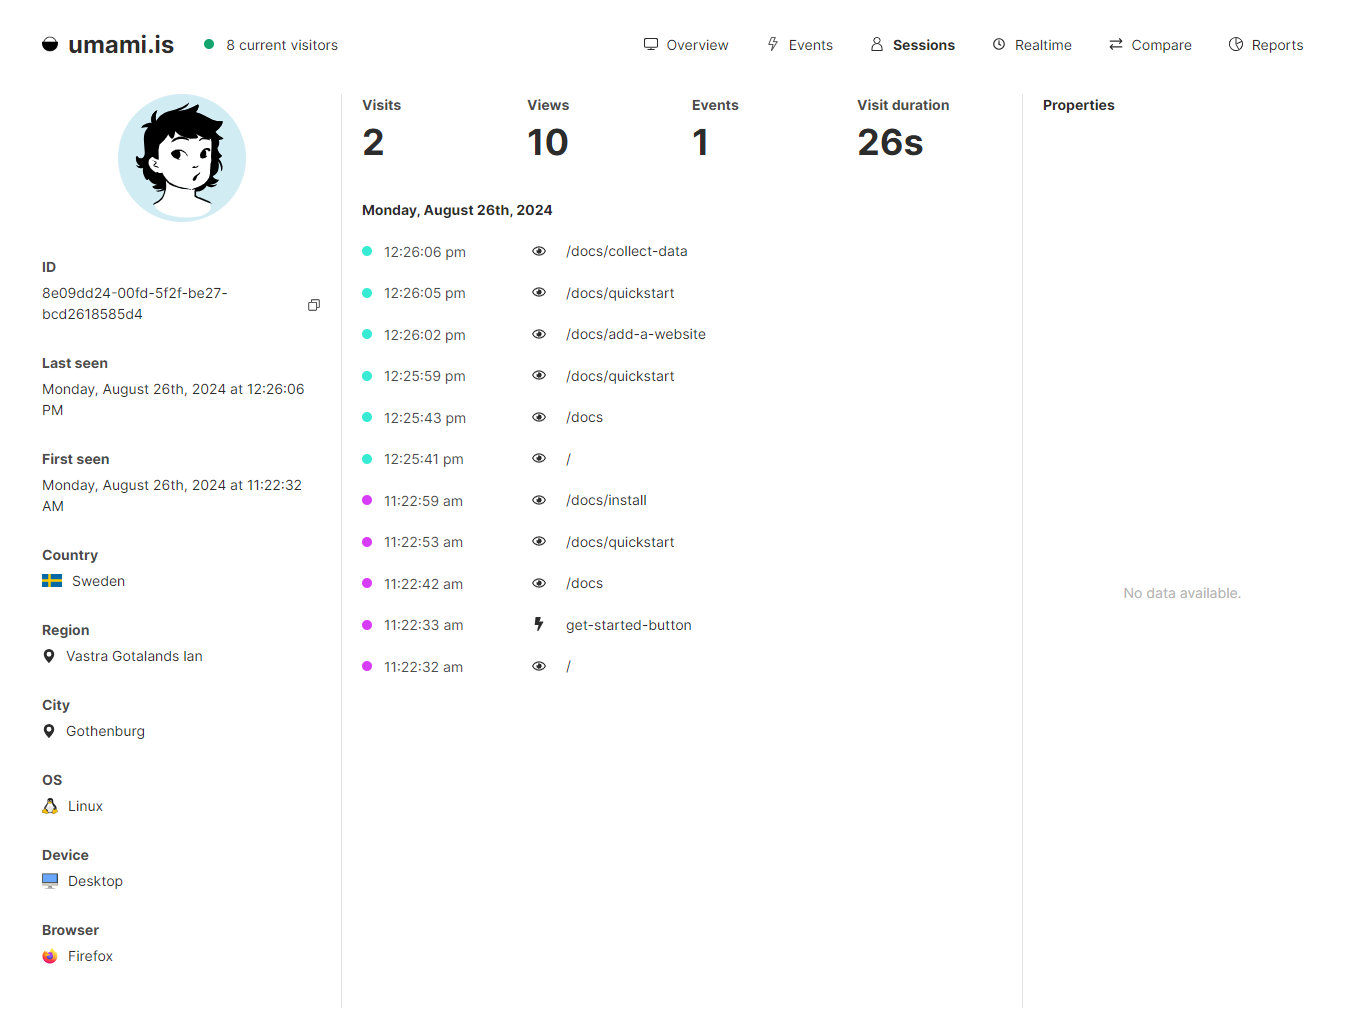 umami.is
8 current visitors
Overview
Events
Sessions
Realtime
Compare
Reports
ID
8e09dd24-00fd-5f2f-be27-
bcd2618585d4
Last seen
Monday, August 26th, 2024 at 12:26:06
PM
First seen
Monday, August 26th, 2024 at 11:22:32
AM
Country
Sweden
Region
Vastra Gotalands lan
City
Gothenburg
OS
Linux
Device
Desktop
Browser
Firefox
Visits
2
Views
10
Events
1
Visit duration
26s
Monday, August 26th, 2024
12:26:06 pm /docs/collect-data
12:26:05 pm /docs/quickstart
12:26:02 pm /docs/add-a-website
12:25:59 pm /docs/quickstart
12:25:43 pm /docs
12:25:41 pm /
11:22:59 am /docs/install
11:22:53 am /docs/quickstart
11:22:42 am /docs
11:22:33 am get-started-button
11:22:32 am /
Properties
No data available.